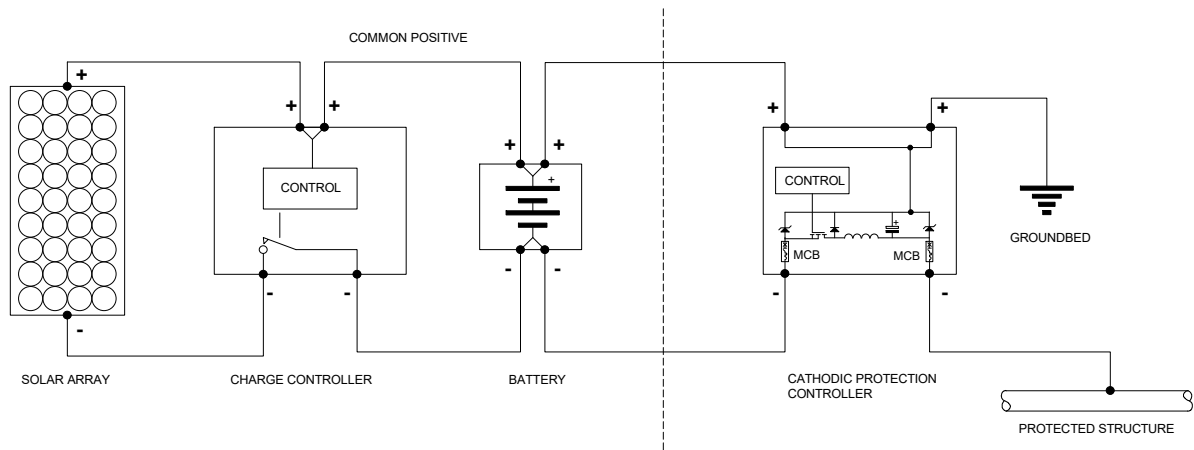 COMMON POSITIVE
+
+ +
+ +
+ +
CONTROL
+
CONTROL
+
MCB
MCB
GROUNDBED
- -
- -
- -
-
SOLAR ARRAY
CHARGE CONTROLLER
BATTERY
CATHODIC PROTECTION
CONTROLLER
PROTECTED STRUCTURE